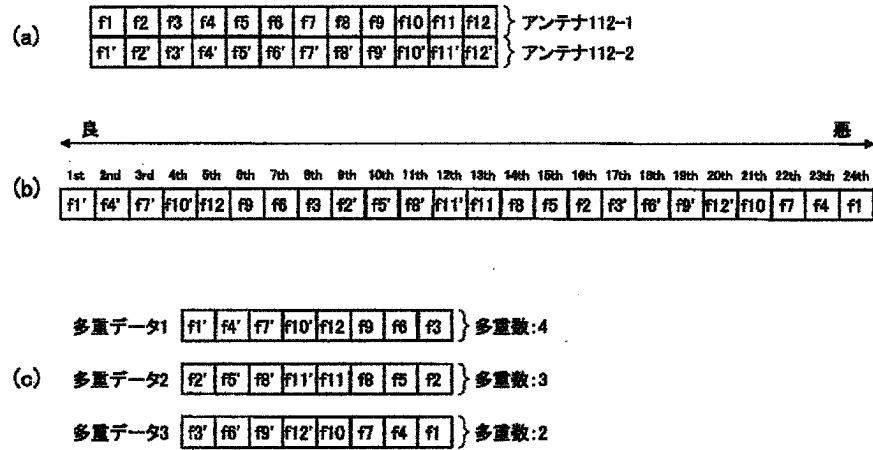 (a)
f1 f2 f3 f4 f5 f6 f7 f8 f9 f10 f11 f12 アンテナ112-1
f1' f2' f3' f4' f5' f6' f7' f8' f9' f10' f11' f12' アンテナ112-2
良 悪
1st 2nd 3rd 4th 5th 6th 7th 8th 9th 10th 11th 12th 13th 14th 15th 16th 17th 18th 19th 20th 21th 22th 23th 24th
(b)
f1' f4' f7' f10' f12 f9 f6 f3 f2' f5' f8' f11' f11 f8 f5 f2 f3' f6' f9' f12' f10 f7 f4 f1
多重データ1 f1' f4' f7' f10' f12 f9 f6 f3 多重数:4
(c)
多重データ2 f2' f5' f8' f11' f11 f8 f5 f2 多重数:3
多重データ3 f3' f6' f9' f12' f10 f7 f4 f1 多重数:2